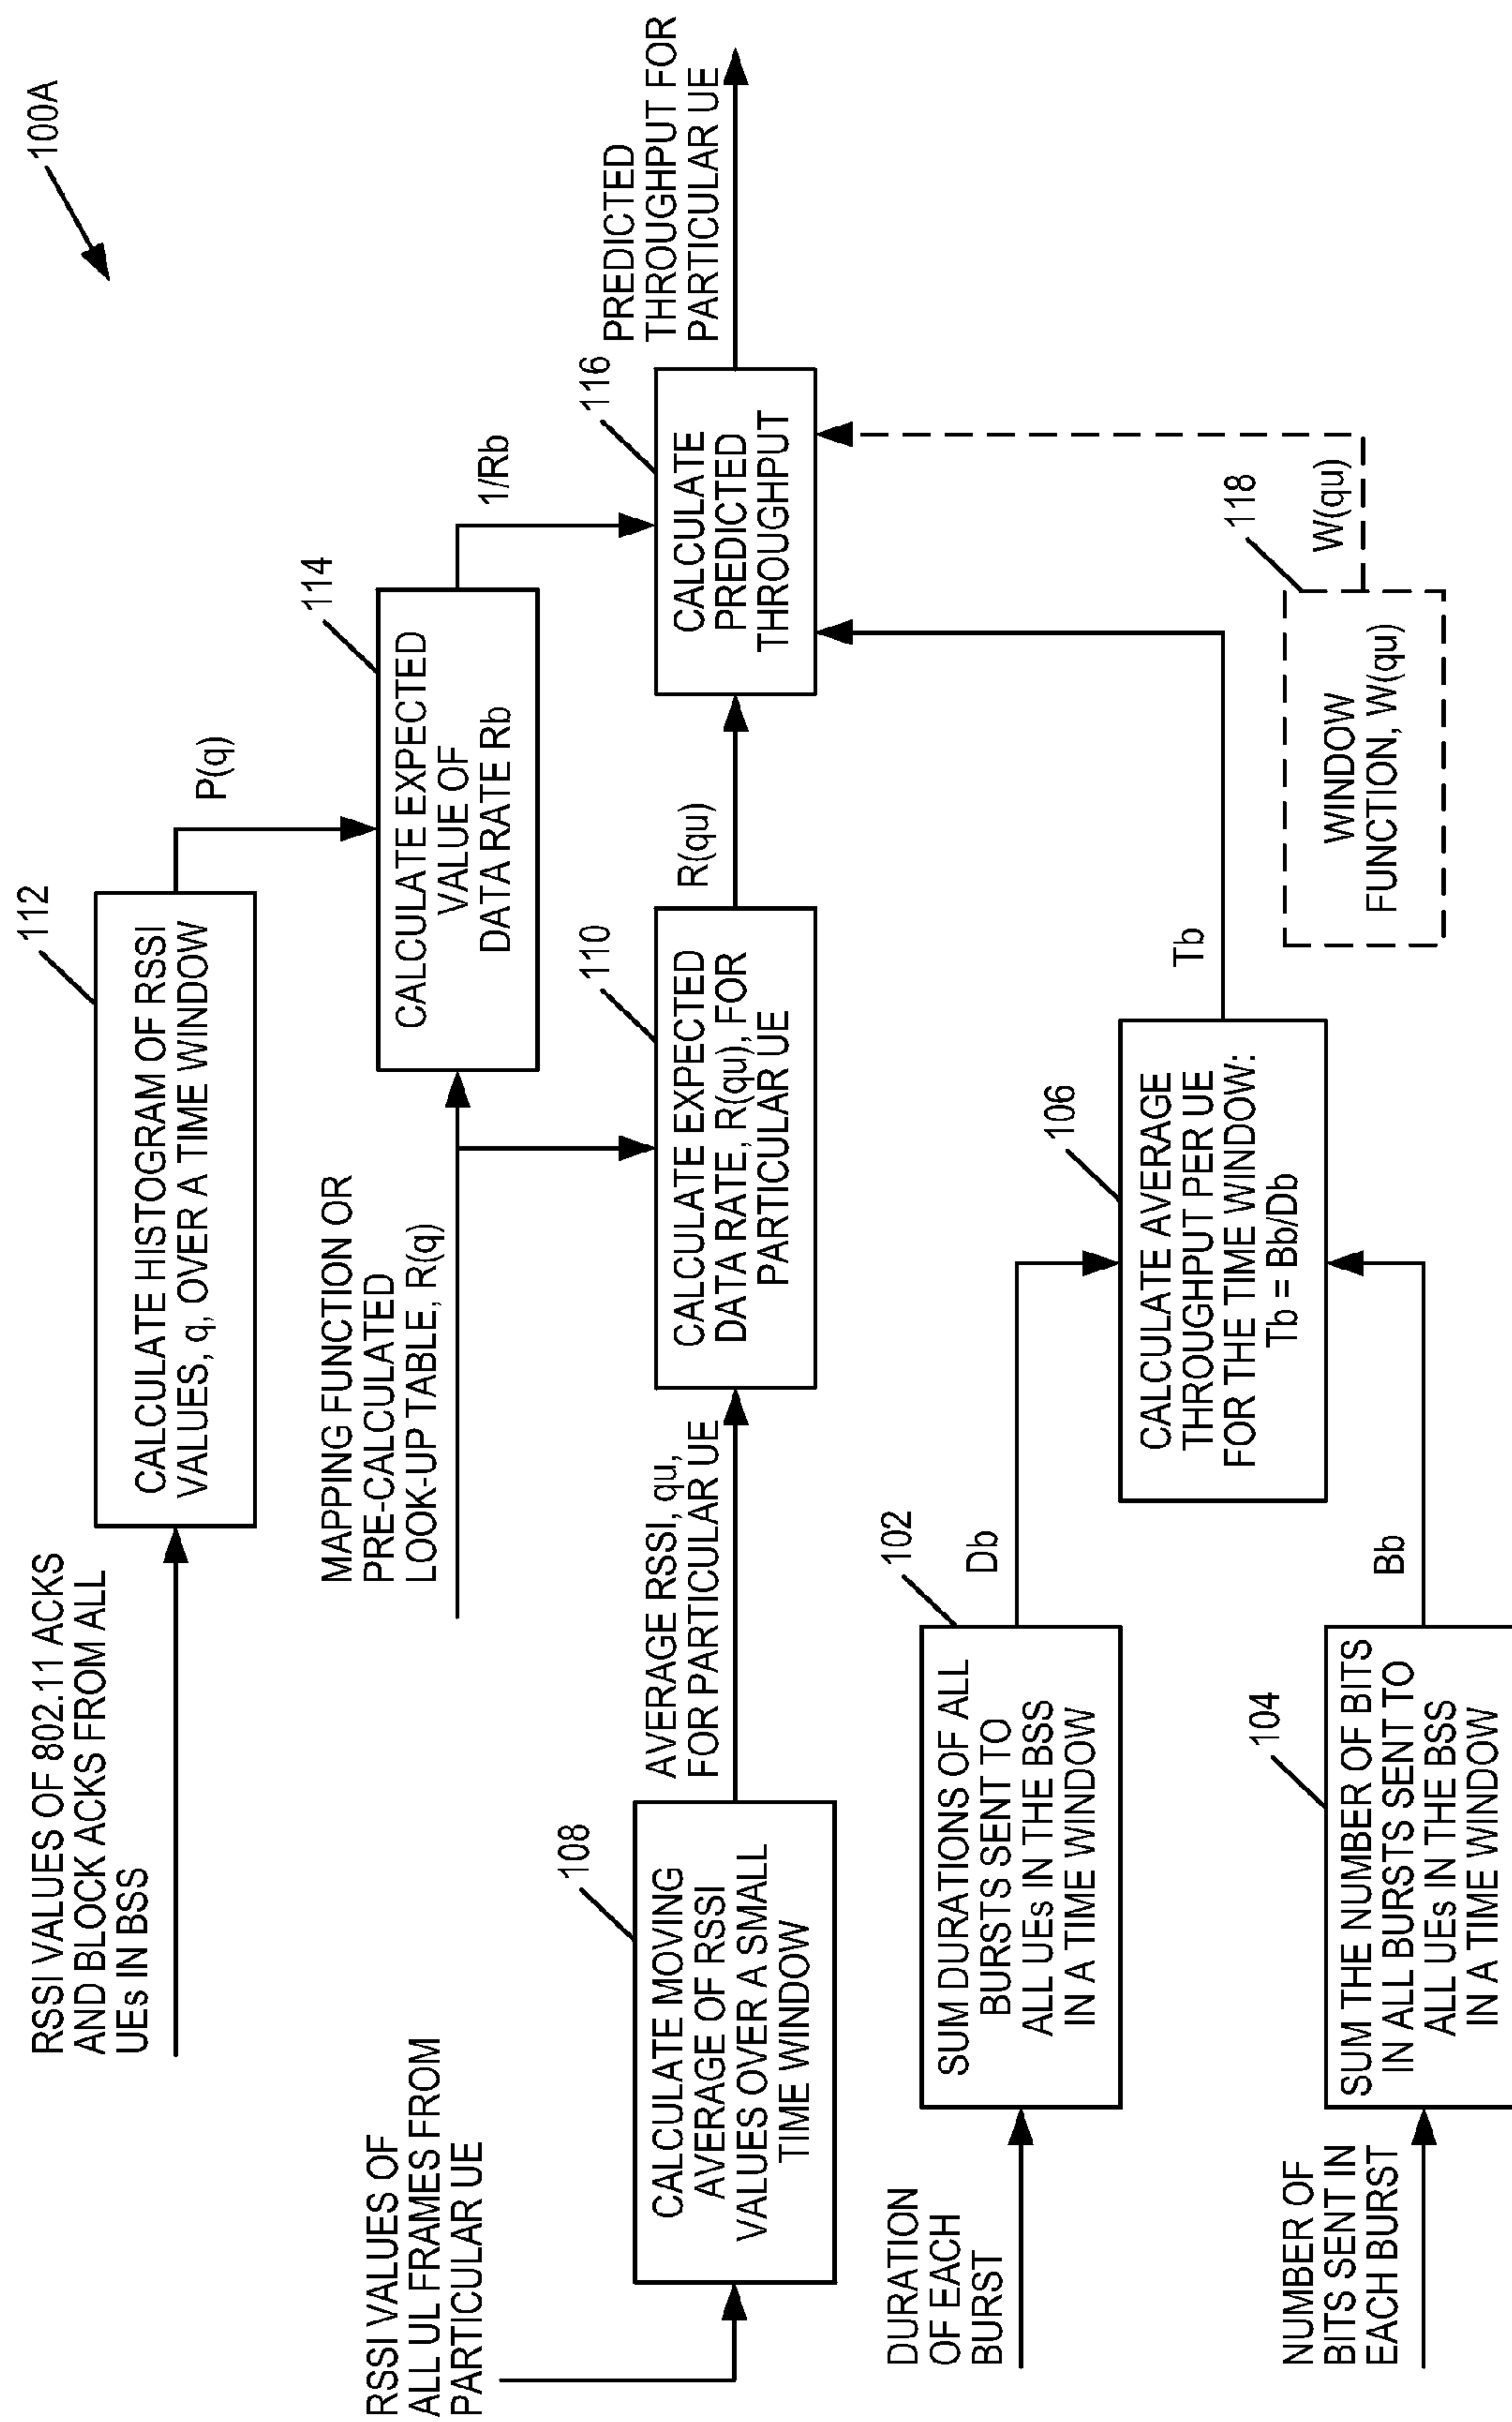 100A
RSSI VALUES OF 802.11 ACKS
AND BLOCK ACKS FROM ALL
UEs IN BSS
112
CALCULATE HISTOGRAM OF RSSI
VALUES, q, OVER A TIME WINDOW
P(q)
MAPPING FUNCTION OR
PRE-CALCULATED
LOOK-UP TABLE, R(q)
114
CALCULATE EXPECTED
VALUE OF
DATA RATE Rb
1/Rb
RSSI VALUES OF
ALL UL FRAMES FROM
PARTICULAR UE
108
CALCULATE MOVING
AVERAGE OF RSSI
VALUES OVER A SMALL
TIME WINDOW
AVERAGE RSSI, qu,
FOR PARTICULAR UE
110
CALCULATE EXPECTED
DATA RATE, R(qu), FOR
PARTICULAR UE
R(qu)
116
CALCULATE
PREDICTED
THROUGHPUT
PREDICTED
THROUGHPUT FOR
PARTICULAR UE
DURATION
OF EACH
BURST
102
SUM DURATIONS OF ALL
BURSTS SENT TO
ALL UEs IN THE BSS
IN A TIME WINDOW
Db
106
CALCULATE AVERAGE
THROUGHPUT PER UE
FOR THE TIME WINDOW:
Tb = Bb/Db
Tb
118
WINDOW
FUNCTION, W(qu)
W(qu)
NUMBER OF
BITS SENT IN
EACH BURST
104
SUM THE NUMBER OF BITS
IN ALL BURSTS SENT TO
ALL UEs IN THE BSS
IN A TIME WINDOW
Bb